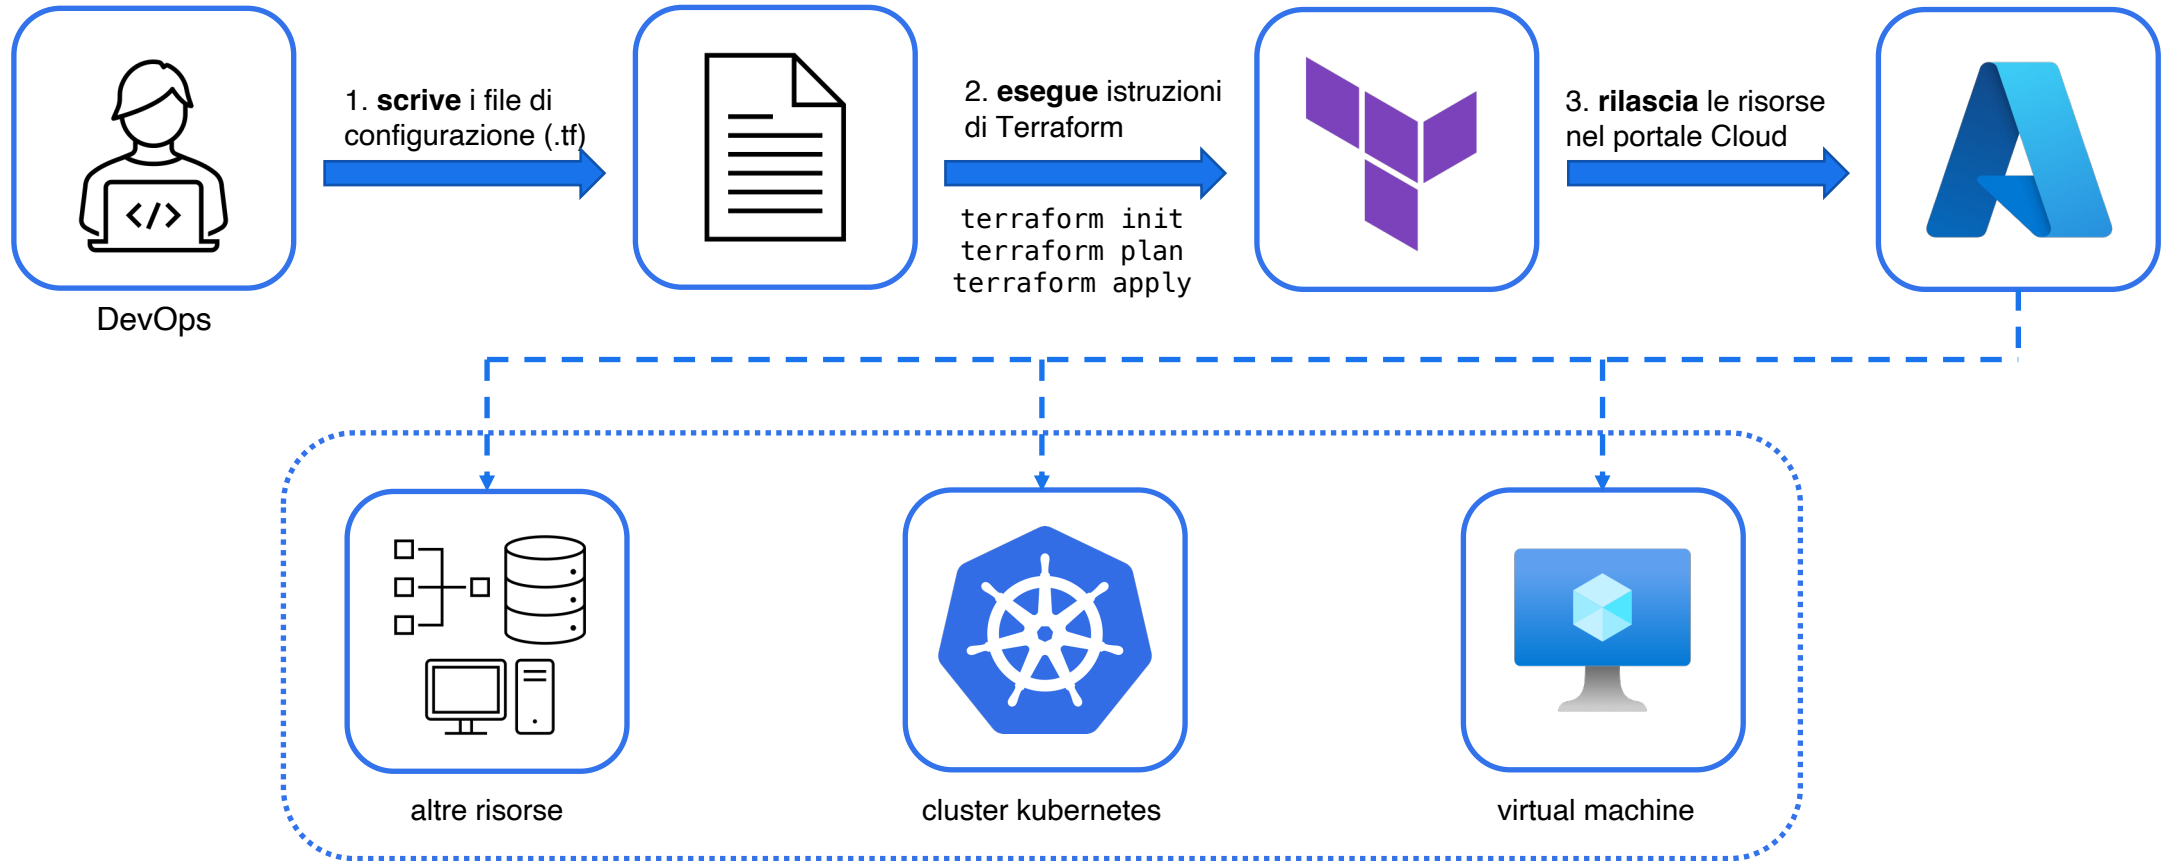 1. scrive i file di
configurazione (.tf)
2. esegue istruzioni
di Terraform
3. rilascia le risorse
nel portale Cloud
</>
terraform init
terraform plan
terraform apply
DevOps
altre risorse
cluster kubernetes
virtual machine